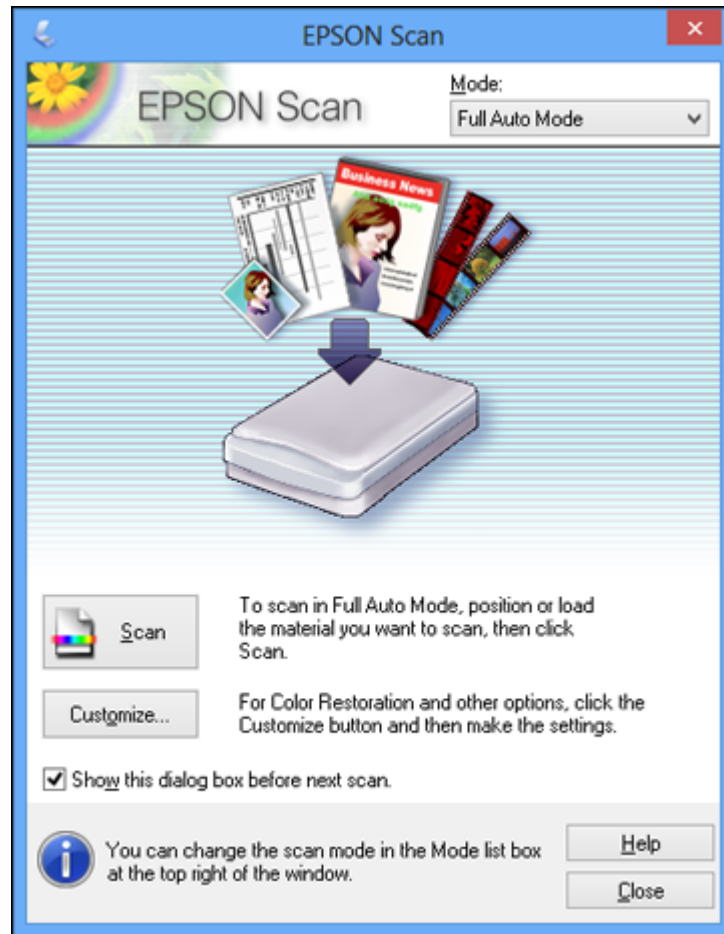 EPSON Scan
EPSON Scan
Mode:
Full Auto Mode
Business News
Scan
To scan in Full Auto Mode, position or load
the material you want to scan, then click
Scan.
Customize...
For Color Restoration and other options, click the
Customize button and then make the settings.
Show this dialog box before next scan.
You can change the scan mode in the Mode list box
at the top right of the window.
Help
Close